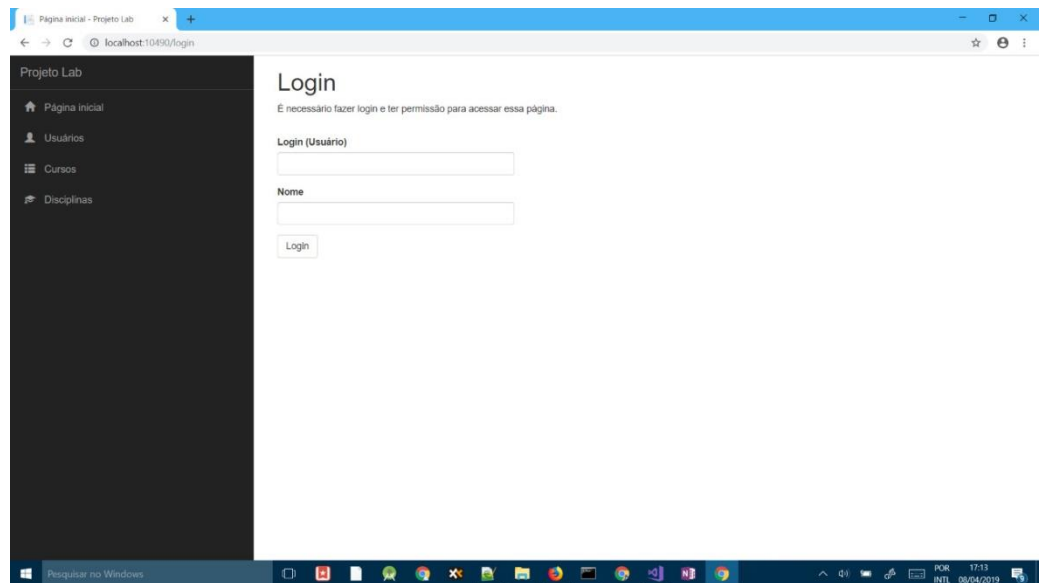 Página inicial - Projeto Lab
localhost:10490/login
Projeto Lab
Página inicial
Usuários
Cursos
Disciplinas
Login
É necessário fazer login e ter permissão para acessar essa página.
Login (Usuário)
Nome
Login
Pesquisar no Windows
POR
INTL
17:13
08/04/2019